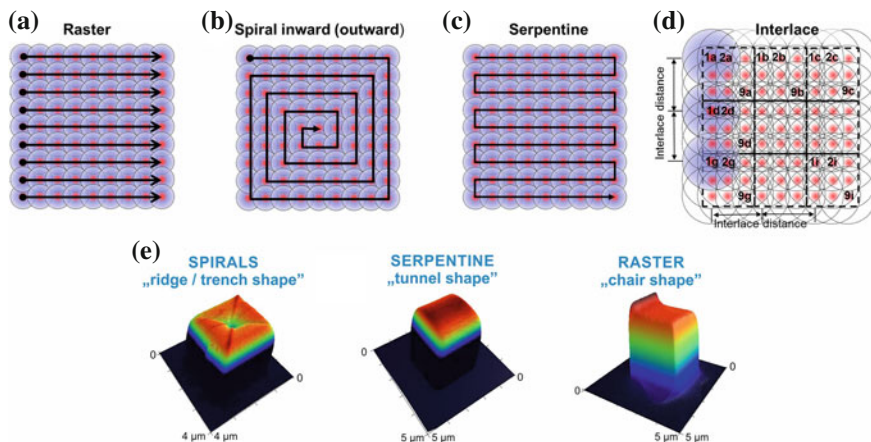 (a)
Raster
(b)
Spiral inward (outward)
(c)
Serpentine
(d)
Interlace
1a 2a 1b 2b 1c 2c
9a 9b 9c
1d 2d
9d
1g 2g 1i 2i
9g 9i
Interlace distance
Interlace distance
(e)
SPIRALS
„ridge / trench shape”
0
0
4 µm 4 µm
SERPENTINE
„tunnel shape”
0
0
5 µm 5 µm
RASTER
„chair shape”
0
0
5 µm 5 µm